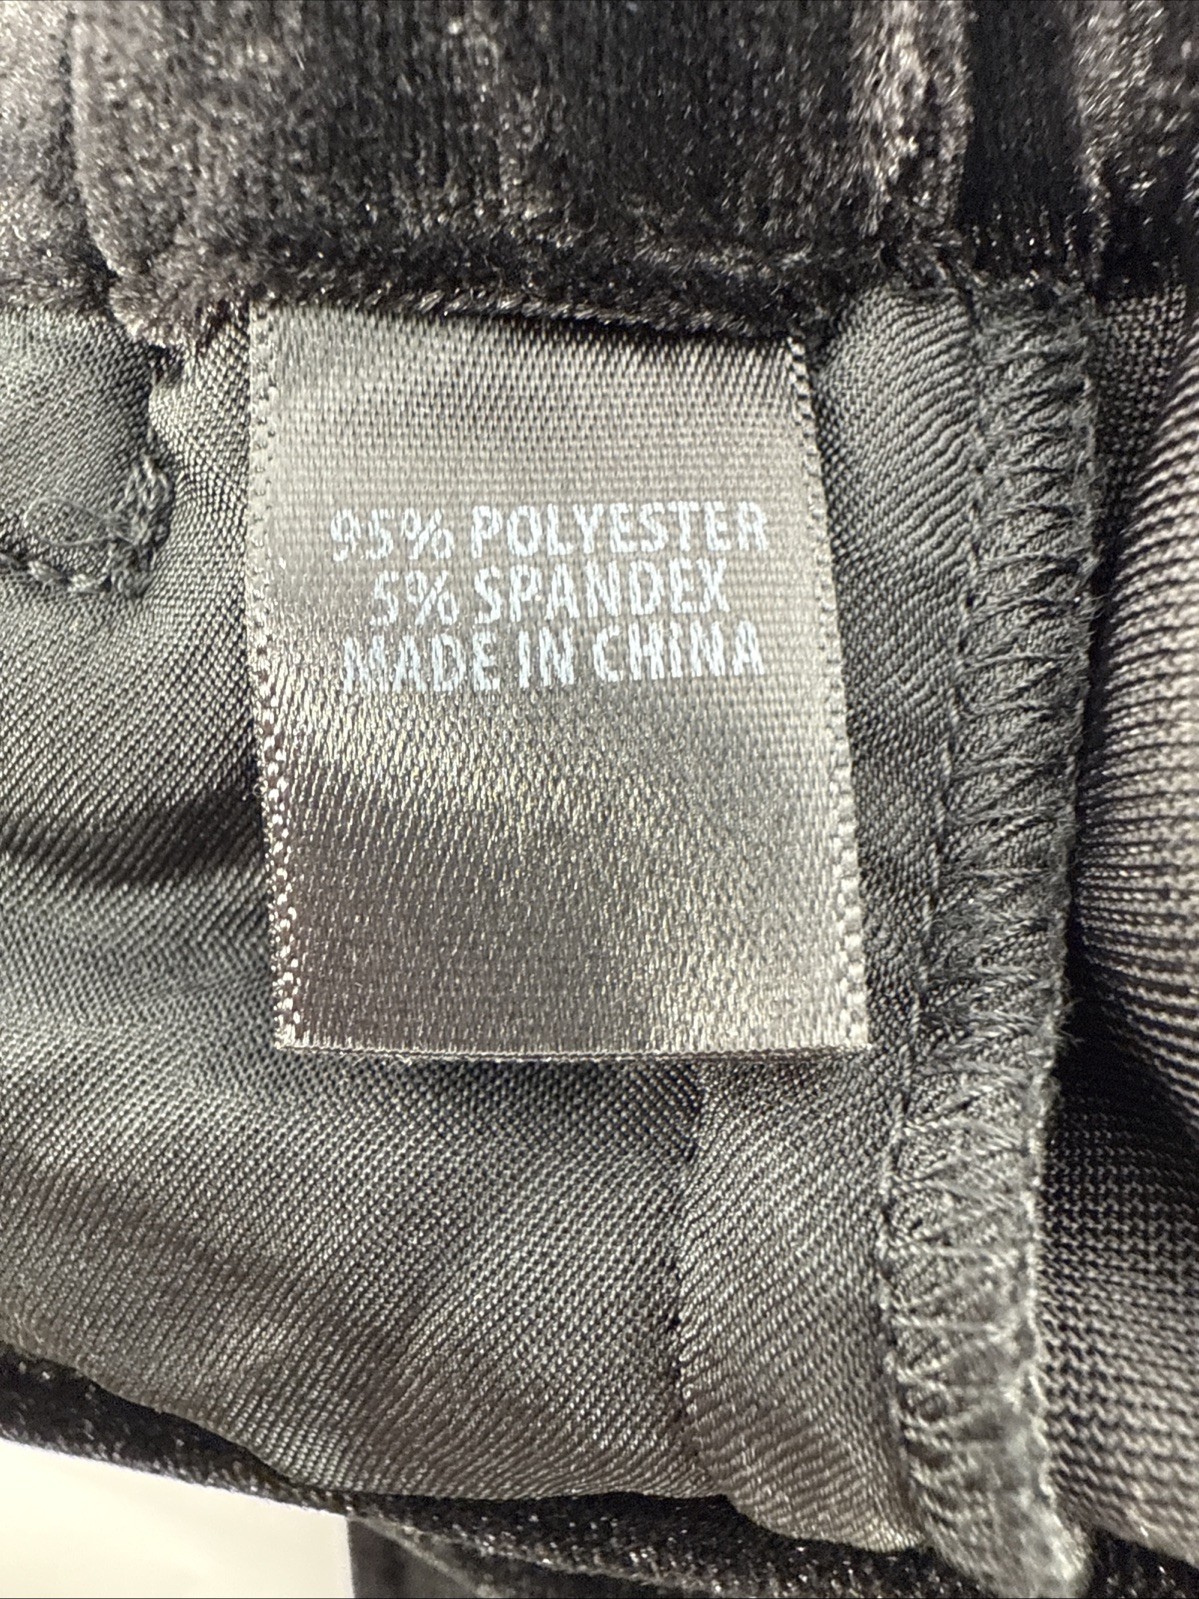 95% POLYESTER
5% SPANDEX
MADE IN CHINA